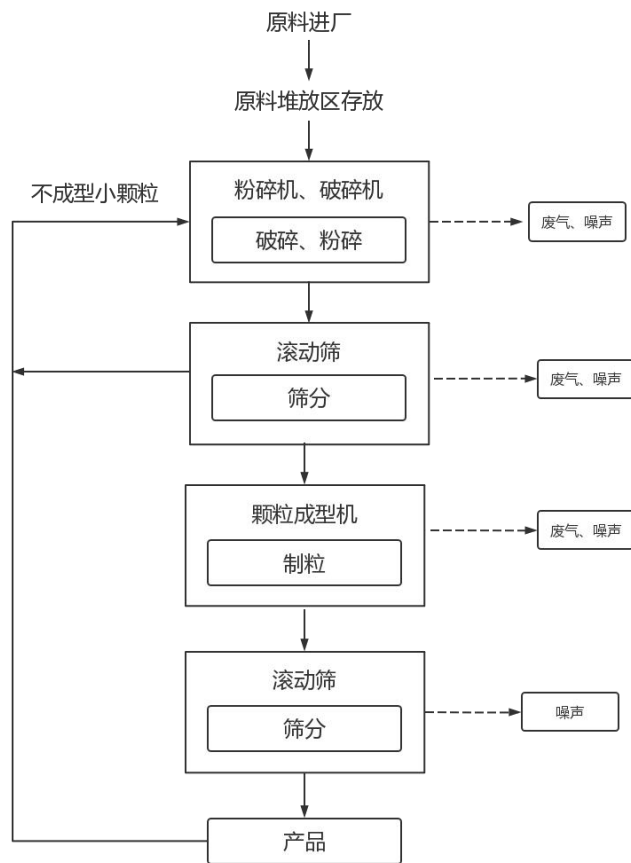 原料进厂
原料堆放区存放
不成型小颗粒
粉碎机、破碎机
破碎、粉碎
废气、噪声
滚动筛
筛分
废气、噪声
颗粒成型机
制粒
废气、噪声
滚动筛
筛分
噪声
产品